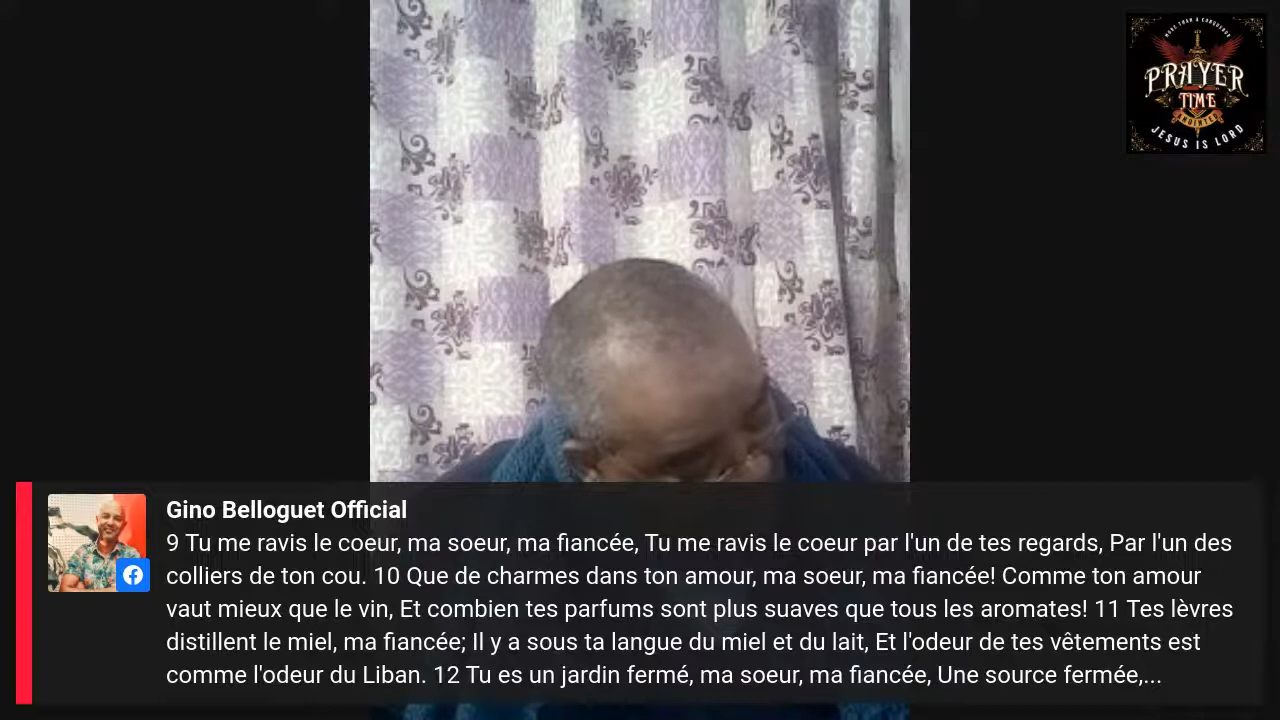 MORE THAN A CONQUEROR
PRAYER
TIME
ANOINTED
JESUS IS LORD
Gino Belloguet Official
9 Tu me ravis le coeur, ma soeur, ma fiancée, Tu me ravis le coeur par l'un de tes regards, Par l'un des
colliers de ton cou. 10 Que de charmes dans ton amour, ma soeur, ma fiancée! Comme ton amour
vaut mieux que le vin, Et combien tes parfums sont plus suaves que tous les aromates! 11 Tes lèvres
distillent le miel, ma fiancée; Il y a sous ta langue du miel et du lait, Et l'odeur de tes vêtements est
comme l'odeur du Liban. 12 Tu es un jardin fermé, ma soeur, ma fiancée, Une source fermée,...